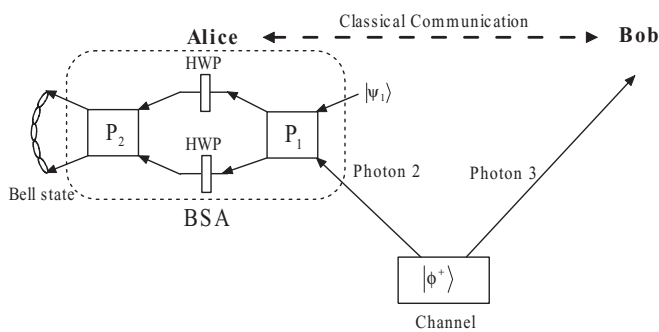 Classical Communication
Alice
Bob
HWP
|ψ₁⟩
P₂
P₁
HWP
Bell state
Photon 2
Photon 3
BSA
|ϕ⁺⟩
Channel